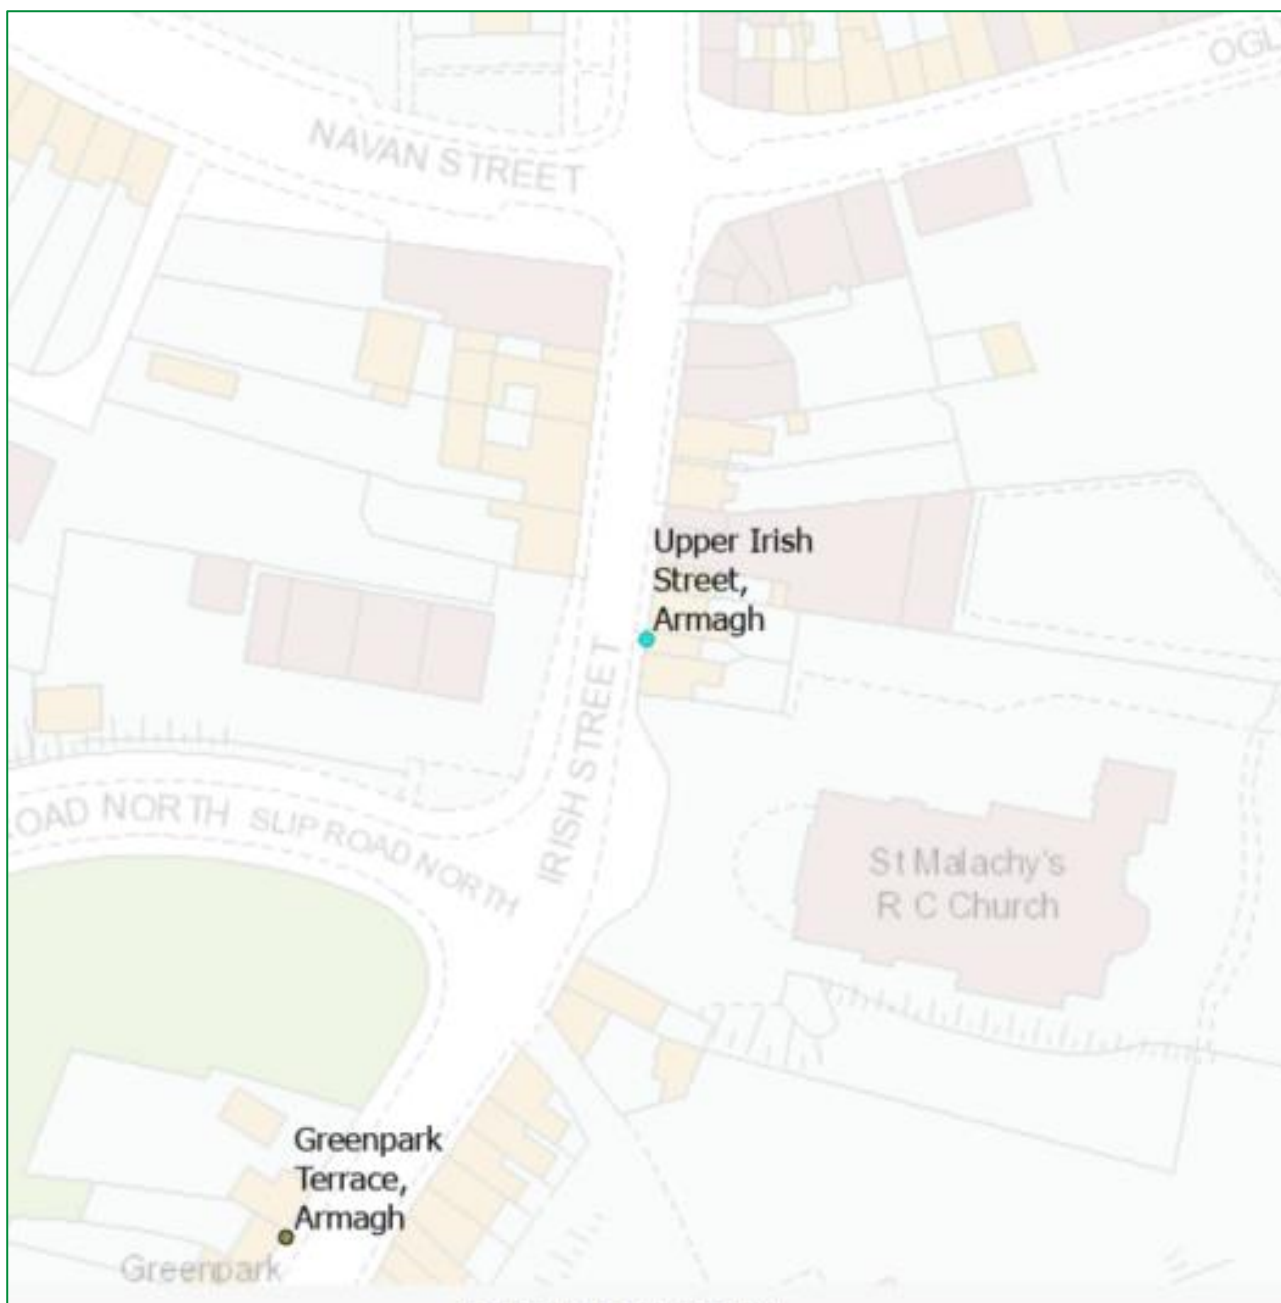 OGL
NAVAN STREET
Upper Irish
Street,
Armagh
IRISH STREET
OAD NORTH
SLIP ROAD NORTH
St Malachy's
R C Church
Greenpark
Terrace,
Armagh
Greenpark